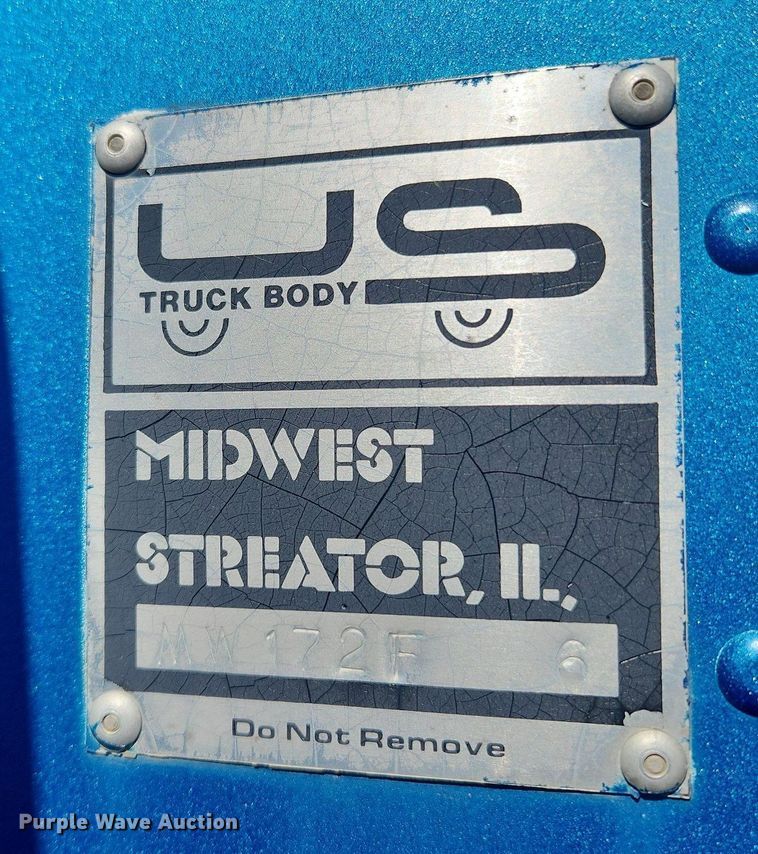 US
TRUCK BODY
MIDWEST
STREATOR, IL,
MW 172F 6
Do Not Remove
Purple Wave Auction